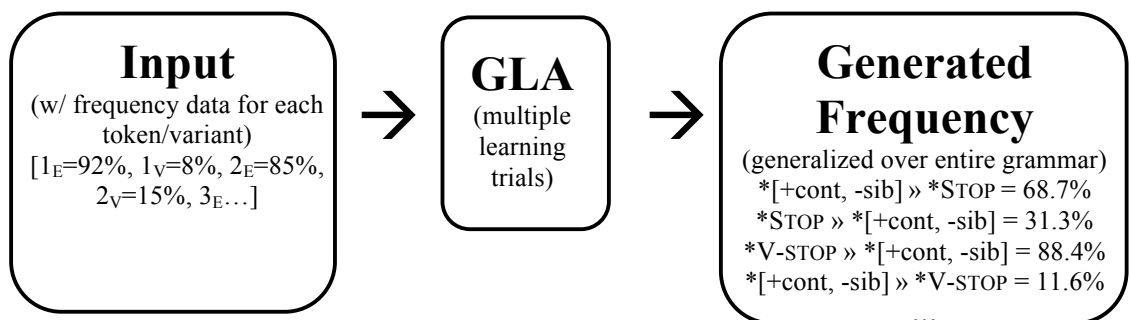 Input
(w/ frequency data for each
token/variant)
[1E=92%, 1V=8%, 2E=85%,
2V=15%, 3E…]
→
GLA
(multiple
learning
trials)
→
Generated
Frequency
(generalized over entire grammar)
*[+cont, -sib] » *STOP = 68.7%
*STOP » *[+cont, -sib] = 31.3%
*V-STOP » *[+cont, -sib] = 88.4%
*[+cont, -sib] » *V-STOP = 11.6%
…